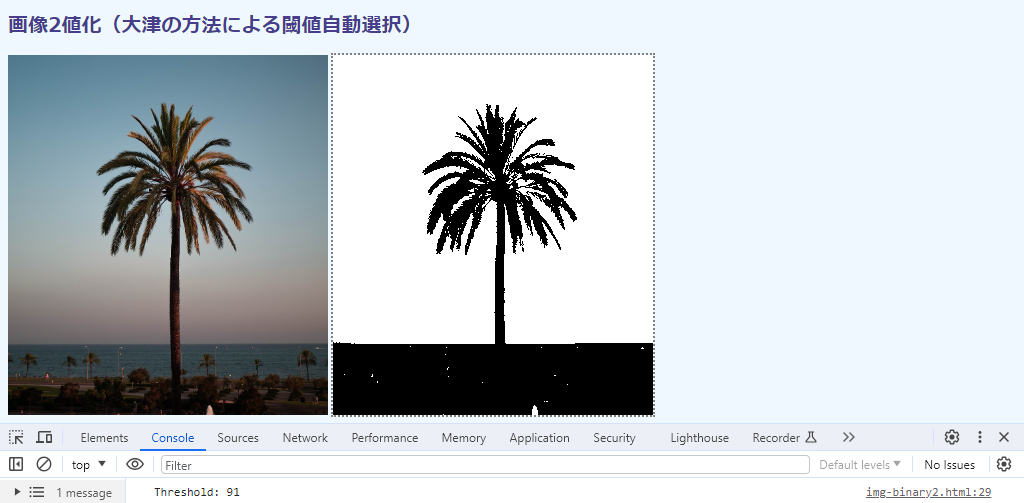 画像2値化（大津の方法による閾値自動選択）
Elements Console Sources Network Performance Memory Application Security Lighthouse Recorder
top Filter Default levels No Issues
1 message Threshold: 91 img-binary2.html:29